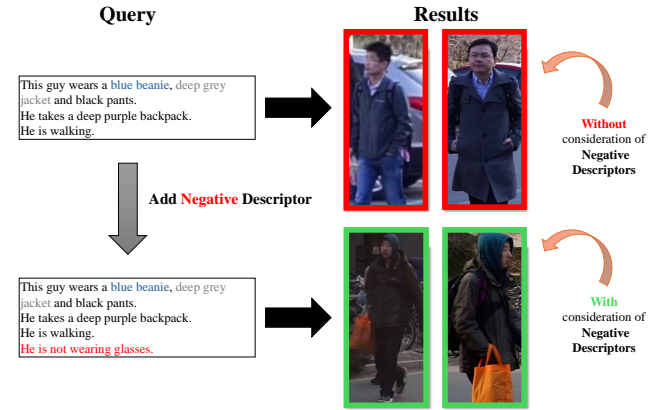 Query
Results
This guy wears a blue beanie, deep grey
jacket and black pants.
He takes a deep purple backpack.
He is walking.
Without
consideration of
Negative
Descriptors
Add Negative Descriptor
This guy wears a blue beanie, deep grey
jacket and black pants.
He takes a deep purple backpack.
He is walking.
He is not wearing glasses.
With
consideration of
Negative
Descriptors